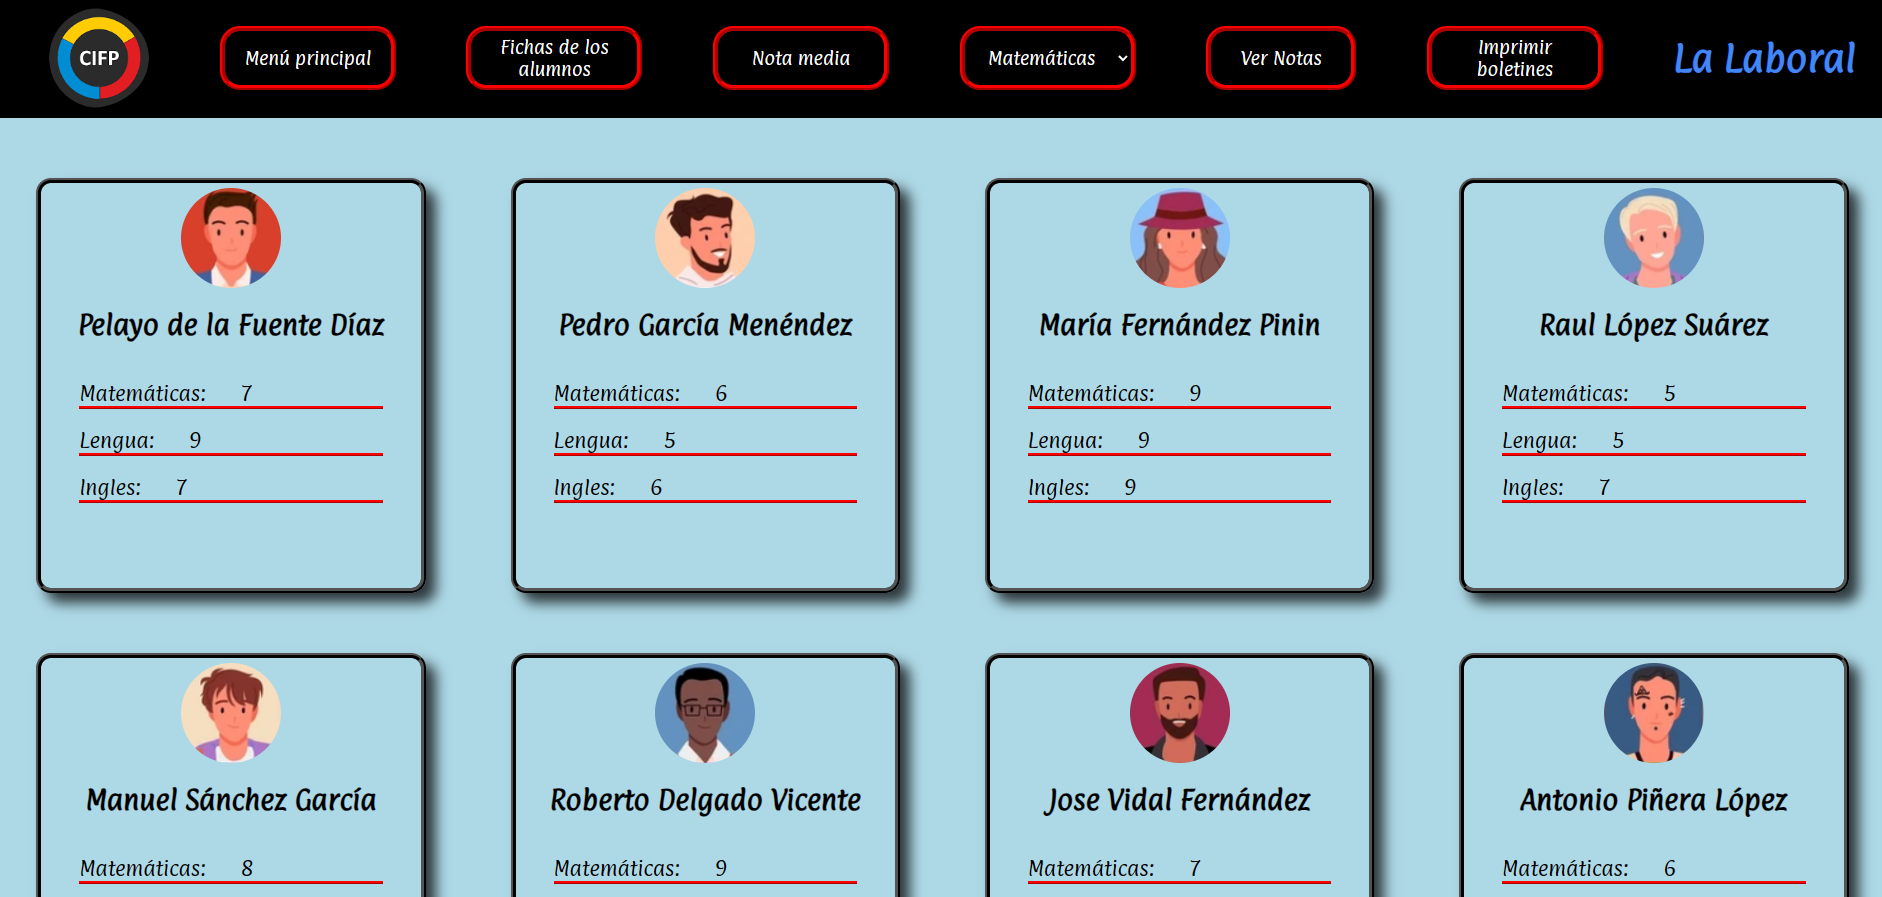 CIFP
Menú principal
Fichas de los
alumnos
Nota media
Matemáticas
Ver Notas
Imprimir
boletines
La Laboral
Pelayo de la Fuente Díaz
Matemáticas: 7
Lengua: 9
Ingles: 7
Pedro García Menéndez
Matemáticas: 6
Lengua: 5
Ingles: 6
María Fernández Pinin
Matemáticas: 9
Lengua: 9
Ingles: 9
Raul López Suárez
Matemáticas: 5
Lengua: 5
Ingles: 7
Manuel Sánchez García
Matemáticas: 8
Roberto Delgado Vicente
Matemáticas: 9
Jose Vidal Fernández
Matemáticas: 7
Antonio Piñera López
Matemáticas: 6